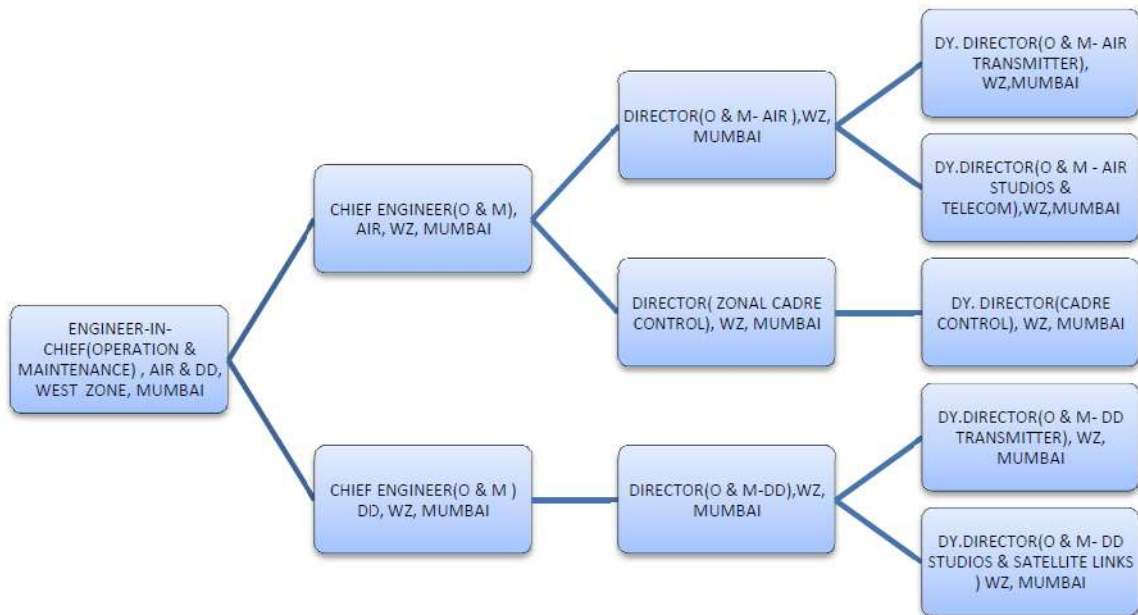 ENGINEER-IN-
CHIEF(OPERATION &
MAINTENANCE) , AIR & DD,
WEST ZONE, MUMBAI
CHIEF ENGINEER(O & M),
AIR, WZ, MUMBAI
DIRECTOR(O & M- AIR ),WZ,
MUMBAI
DY. DIRECTOR(O & M- AIR
TRANSMITTER),
WZ,MUMBAI
DY.DIRECTOR(O & M - AIR
STUDIOS &
TELECOM),WZ,MUMBAI
DIRECTOR( ZONAL CADRE
CONTROL), WZ, MUMBAI
DY. DIRECTOR(CADRE
CONTROL), WZ, MUMBAI
CHIEF ENGINEER(O & M )
DD, WZ, MUMBAI
DIRECTOR(O & M-DD),WZ,
MUMBAI
DY.DIRECTOR(O & M- DD
TRANSMITTER), WZ,
MUMBAI
DY.DIRECTOR(O & M- DD
STUDIOS & SATELLITE LINKS
) WZ, MUMBAI